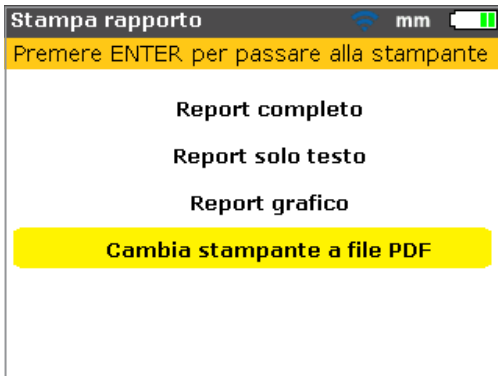 Stampa rapporto mm
Premere ENTER per passare alla stampante
Report completo
Report solo testo
Report grafico
Cambia stampante a file PDF